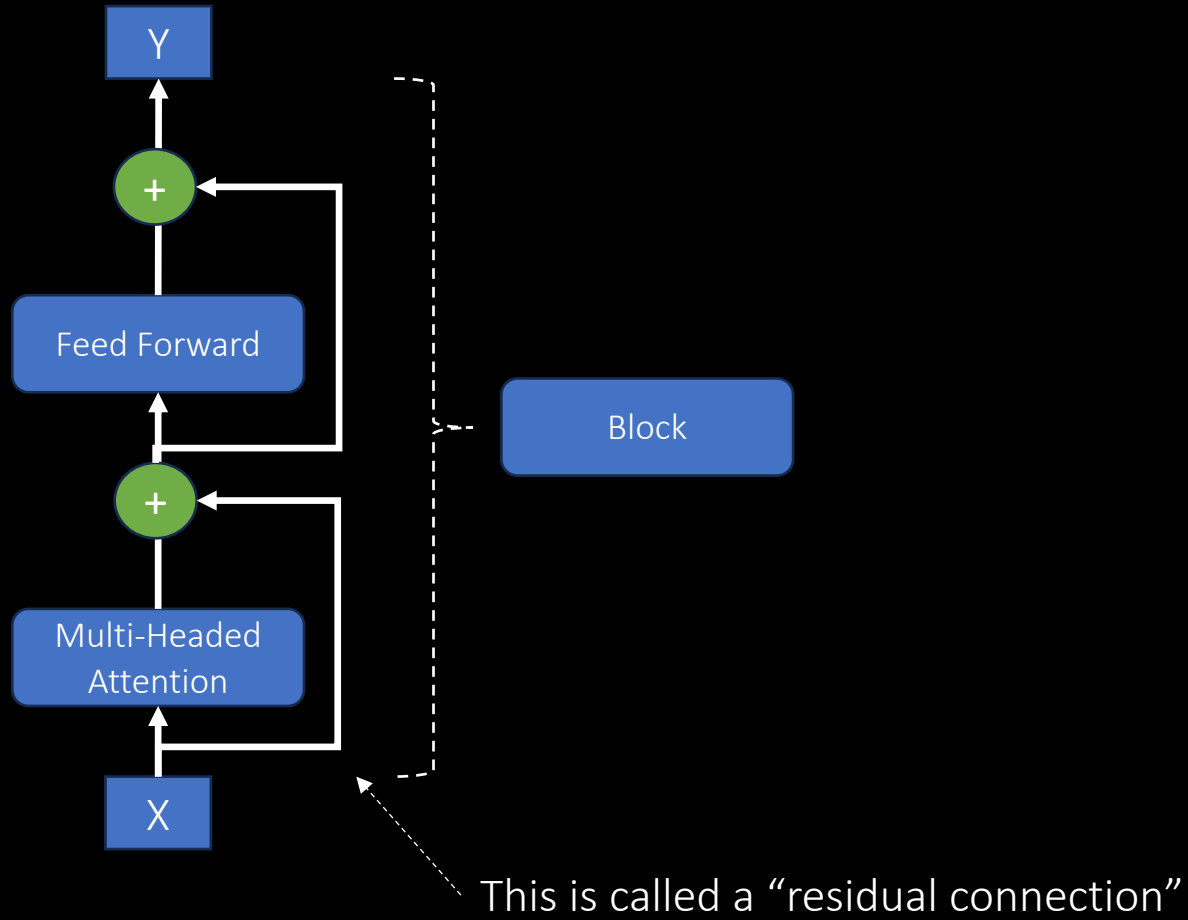 Y
+
Feed Forward
Block
+
Multi-Headed
Attention
X
This is called a “residual connection”